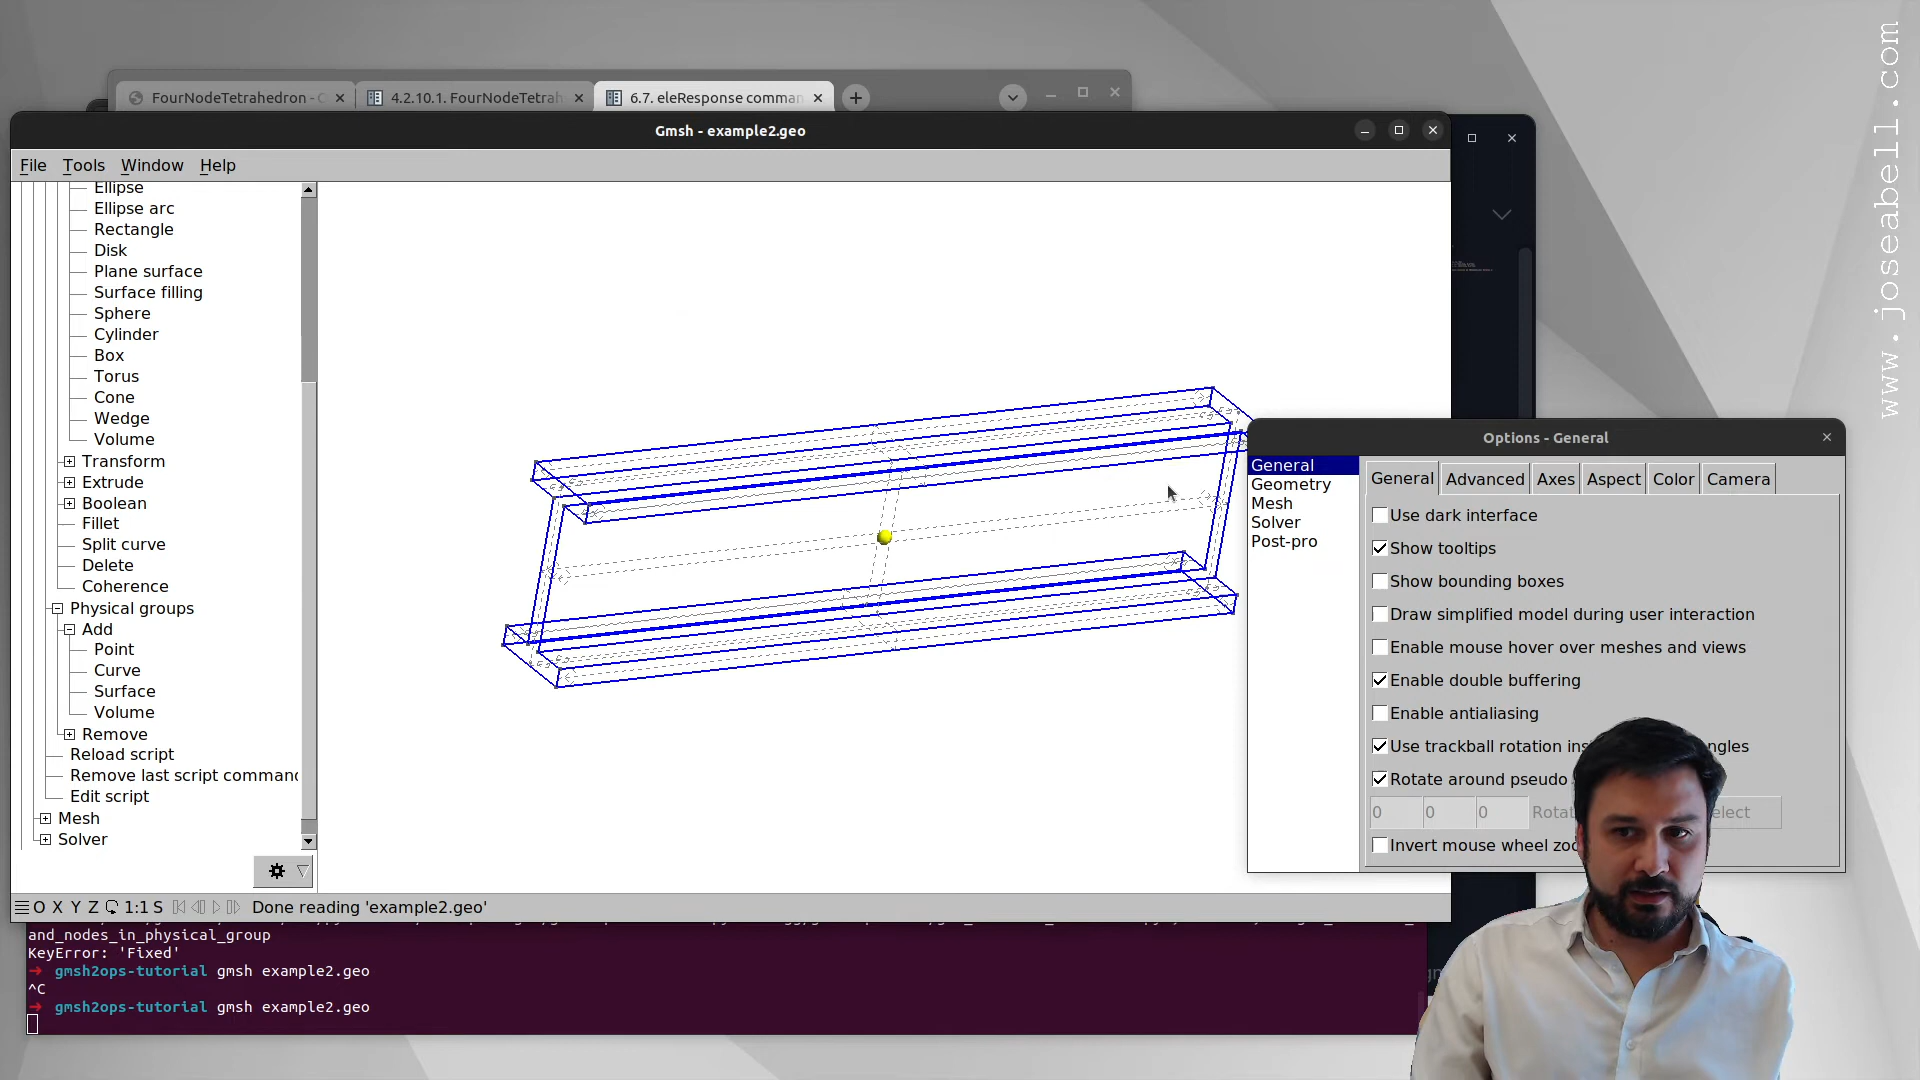 www.joseabell.com
FourNodeTetrahedron - 
4.2.10.1. FourNodeTetrah
6.7. eleResponse comman
Gmsh - example2.geo
File Tools Window Help
Ellipse
Ellipse arc
Rectangle
Disk
Plane surface
Surface filling
Sphere
Cylinder
Box
Torus
Cone
Wedge
Volume
Transform
Extrude
Boolean
Fillet
Split curve
Delete
Coherence
Physical groups
Add
Point
Curve
Surface
Volume
Remove
Reload script
Remove last script command
Edit script
Mesh
Solver
Options - General
General
Geometry
Mesh
Solver
Post-pro
General Advanced Axes Aspect Color Camera
Use dark interface
Show tooltips
Show bounding boxes
Draw simplified model during user interaction
Enable mouse hover over meshes and views
Enable double buffering
Enable antialiasing
Use trackball rotation ins ngles
Rotate around pseudo
0 0 0 Rotat elect
Invert mouse wheel zoo
O X Y Z 1:1 S Done reading 'example2.geo'
and_nodes_in_physical_group
KeyError: 'Fixed'
➜ gmsh2ops-tutorial gmsh example2.geo
^C
➜ gmsh2ops-tutorial gmsh example2.geo